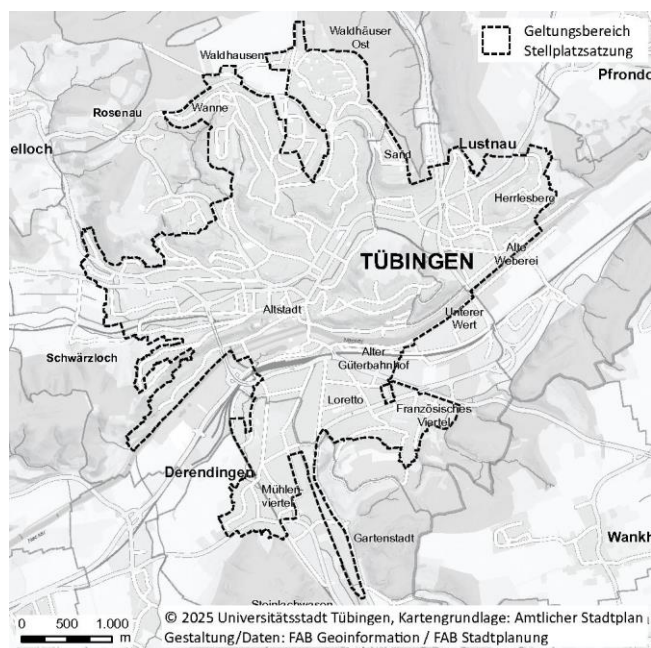 Geltungsbereich
Stellplatzsatzung
Waldhäuser
Ost
Waldhausen
Pfrondo
Rosenau
Wanne
elloch
Lustnau
Sand
Herrlesberg
TÜBINGEN
Alte
Weberei
Altstadt
Unterer
Wert
Schwärzloch
Alter
Güterbahnhof
Loretto
Französisches
Viertel
Derendingen
Mühlen-
viertel
Gartenstadt
Wankh
Steinlachwasen
0 500 1.000
m
© 2025 Universitätsstadt Tübingen, Kartengrundlage: Amtlicher Stadtplan
Gestaltung/Daten: FAB Geoinformation / FAB Stadtplanung